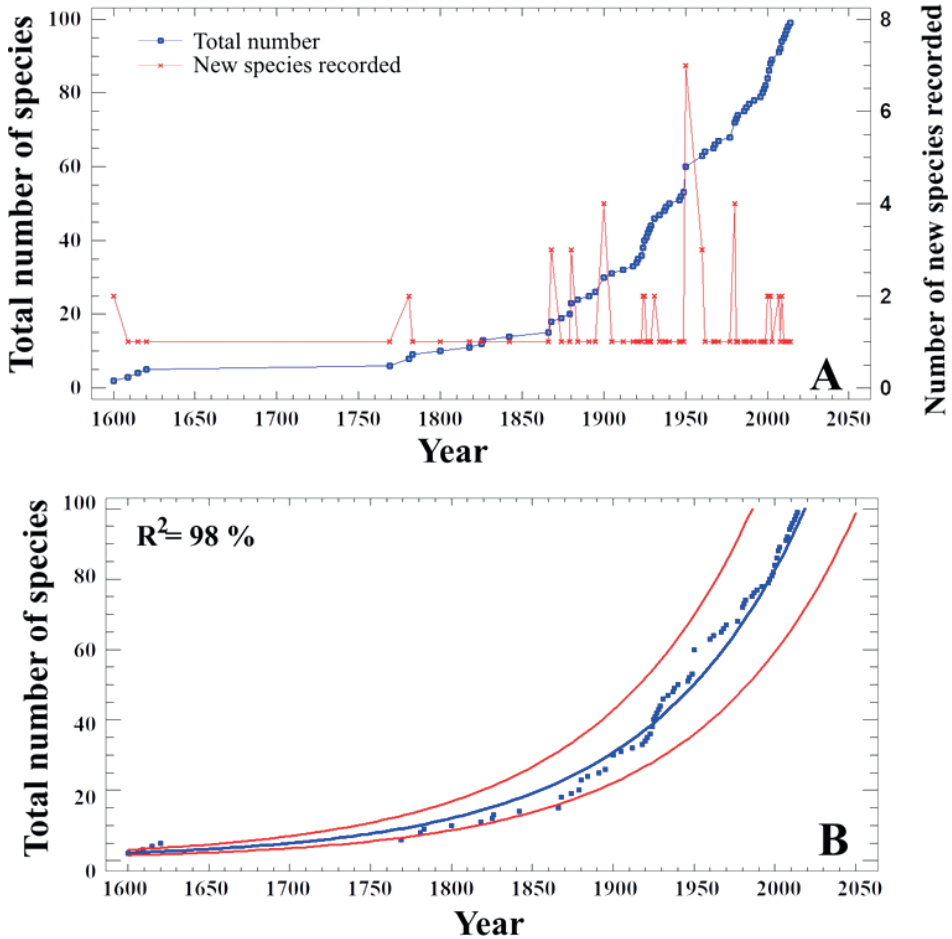 Total number of species
100
80
60
40
20
0
Total number
New species recorded
8
6
4
2
0
Number of new species recorded
A
1600 1650 1700 1750 1800 1850 1900 1950 2000 2050
Year
Total number of species
100
80
60
40
20
0
R2= 98 %
B
1600 1650 1700 1750 1800 1850 1900 1950 2000 2050
Year